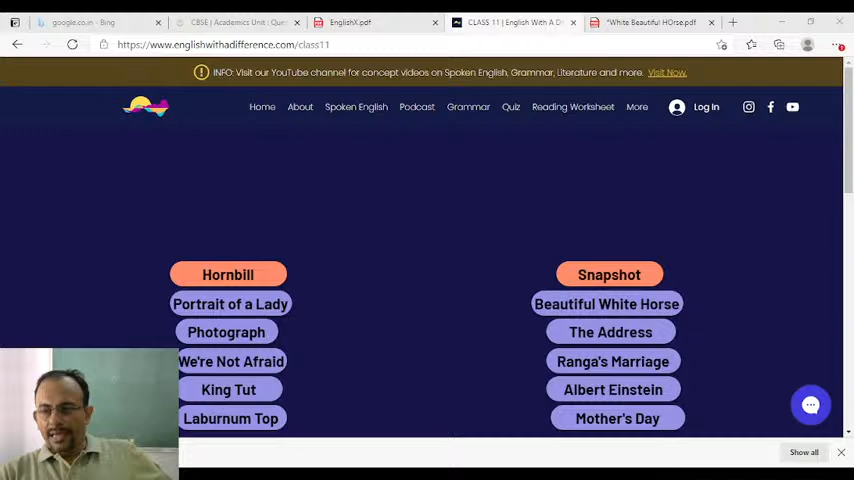 google.co.in - Bing
CBSE | Academics Unit : Ques
EnglishX.pdf
CLASS 11 | English With A D
"White Beautiful HOrse.pdf
https://www.englishwithadifference.com/class11
INFO: Visit our YouTube channel for concept videos on Spoken English, Grammar, Literature and more. Visit Now.
Home About Spoken English Podcast Grammar Quiz Reading Worksheet More Log In
Hornbill
Snapshot
Portrait of a Lady
Beautiful White Horse
Photograph
The Address
We're Not Afraid
Ranga's Marriage
King Tut
Albert Einstein
Laburnum Top
Mother's Day
Show all